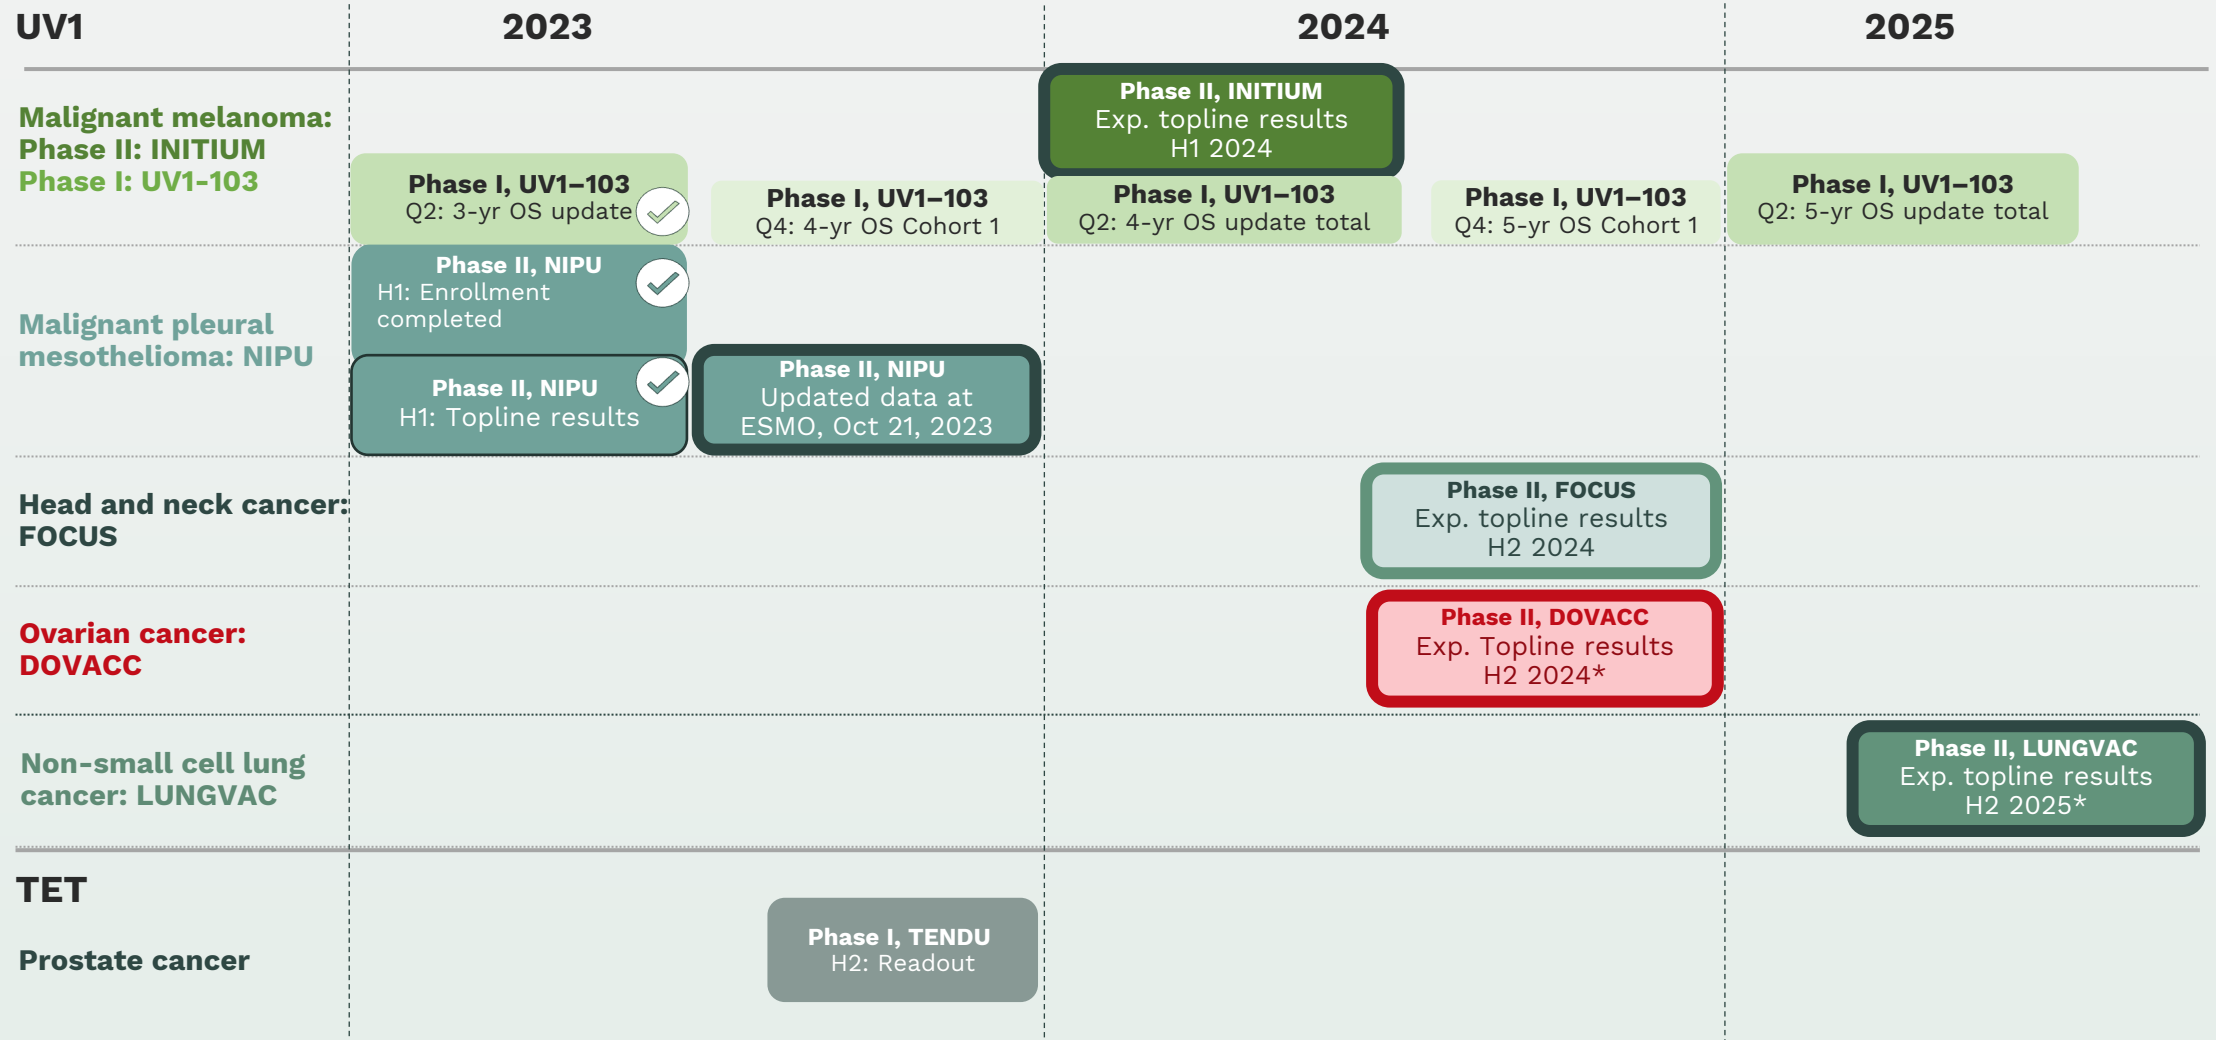 UV1
2023
2024
2025
Malignant melanoma:
Phase II: INITIUM
Phase I: UV1-103
Phase I, UV1–103
Q2: 3-yr OS update
Phase I, UV1–103
Q4: 4-yr OS Cohort 1
Phase II, INITIUM
Exp. topline results
H1 2024
Phase I, UV1–103
Q2: 4-yr OS update total
Phase I, UV1–103
Q4: 5-yr OS Cohort 1
Phase I, UV1–103
Q2: 5-yr OS update total
Malignant pleural
mesothelioma: NIPU
Phase II, NIPU
H1: Enrollment
completed
Phase II, NIPU
H1: Topline results
Phase II, NIPU
Updated data at
ESMO, Oct 21, 2023
Head and neck cancer:
FOCUS
Phase II, FOCUS
Exp. topline results
H2 2024
Ovarian cancer:
DOVACC
Phase II, DOVACC
Exp. Topline results
H2 2024*
Non-small cell lung
cancer: LUNGVAC
Phase II, LUNGVAC
Exp. topline results
H2 2025*
TET
Prostate cancer
Phase I, TENDU
H2: Readout